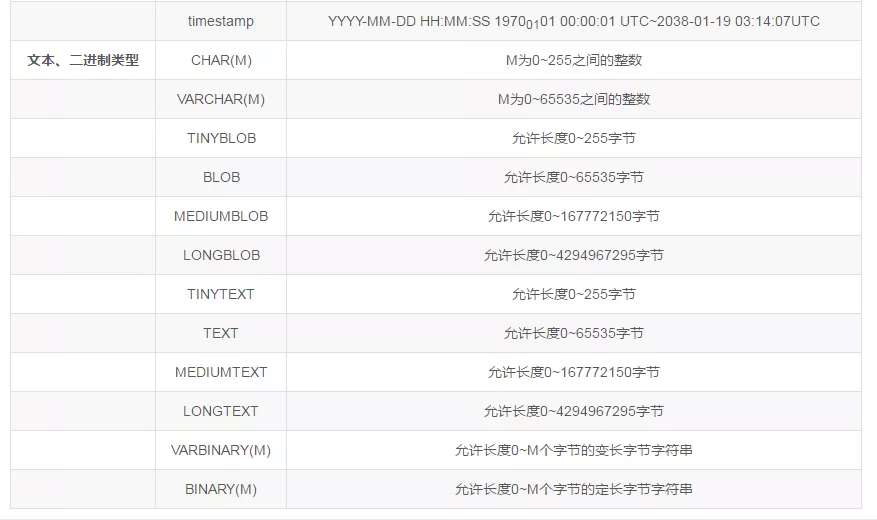 timestamp YYYY-MM-DD HH:MM:SS 1970₀₁01 00:00:01 UTC~2038-01-19 03:14:07UTC
文本、二进制类型 CHAR(M) M为0~255之间的整数
VARCHAR(M) M为0~65535之间的整数
TINYBLOB 允许长度0~255字节
BLOB 允许长度0~65535字节
MEDIUMBLOB 允许长度0~167772150字节
LONGBLOB 允许长度0~4294967295字节
TINYTEXT 允许长度0~255字节
TEXT 允许长度0~65535字节
MEDIUMTEXT 允许长度0~167772150字节
LONGTEXT 允许长度0~4294967295字节
VARBINARY(M) 允许长度0~M个字节的变长字节字符串
BINARY(M) 允许长度0~M个字节的定长字节字符串